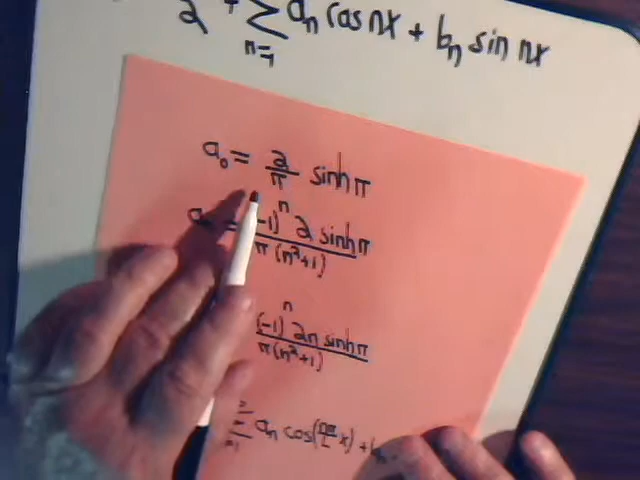 2 + ∑ n=1 aₙ cos nx + bₙ sin nx
a₀ = 2/π sinh π
a = (-1)ⁿ 2 sinh π / π(n²+1)
(-1)ⁿ 2n sinh π / π(n²+1)
aₙ cos(nπ/L x) +